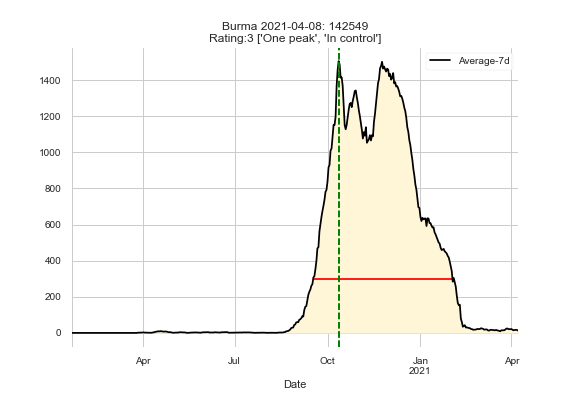 Burma 2021-04-08: 142549
Rating:3 ['One peak', 'In control']
Average-7d
1400
1200
1000
800
600
400
200
0
Apr
Jul
Oct
Jan
2021
Apr
Date